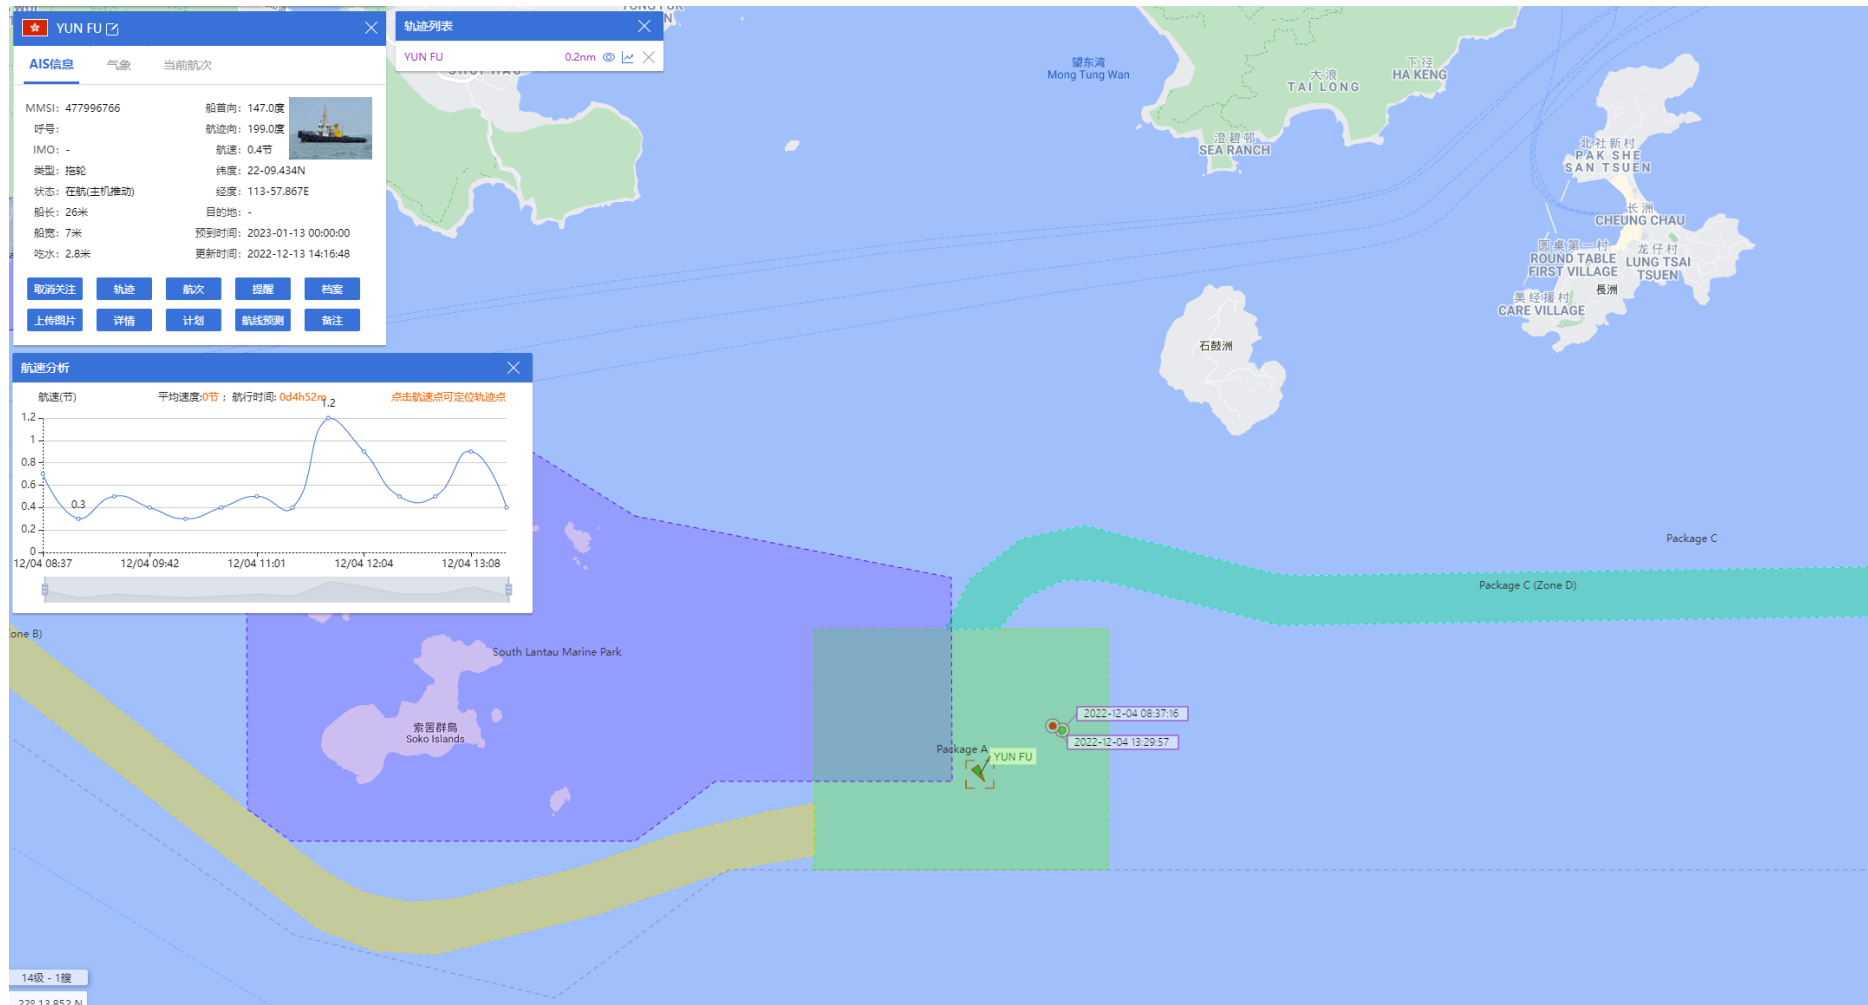 YUN FU
AIS信息
气象
当前航次
MMSI: 477996766
船首向: 147.0度
呼号:
航迹向: 199.0度
IMO: -
航速: 0.4节
类型: 拖轮
纬度: 22-09.434N
状态: 在航(主机推动)
经度: 113-57.867E
船长: 26米
目的地: -
船宽: 7米
预到时间: 2023-01-13 00:00:00
吃水: 2.8米
更新时间: 2022-12-13 14:16:48
取消关注
轨迹
航次
提醒
档案
上传图片
详情
计划
航线预测
备注
轨迹列表
YUN FU
0.2nm
航速分析
航速(节)
平均速度:0节 ; 航行时间: 0d4h52m
点击航速点可定位轨迹点
1.2
1.2
1
0.8
0.6
0.4
0.3
0.2
0
12/04 08:37
12/04 09:42
12/04 11:01
12/04 12:04
12/04 13:08
望东湾
Mong Tung Wan
大浪
TAI LONG
下径
HA KENG
澄碧邨
SEA RANCH
北社新村
PAK SHE
SAN TSUEN
长洲
CHEUNG CHAU
圆桌第一村
ROUND TABLE
FIRST VILLAGE
龙仔村
LUNG TSAI
TSUEN
長洲
美经援村
CARE VILLAGE
石鼓洲
Package C
Package C (Zone D)
one B)
South Lantau Marine Park
索罟群島
Soko Islands
2022-12-04 08:37:16
2022-12-04 13:29:57
Package A
YUN FU
14级 - 1艘
22° 13.852 N